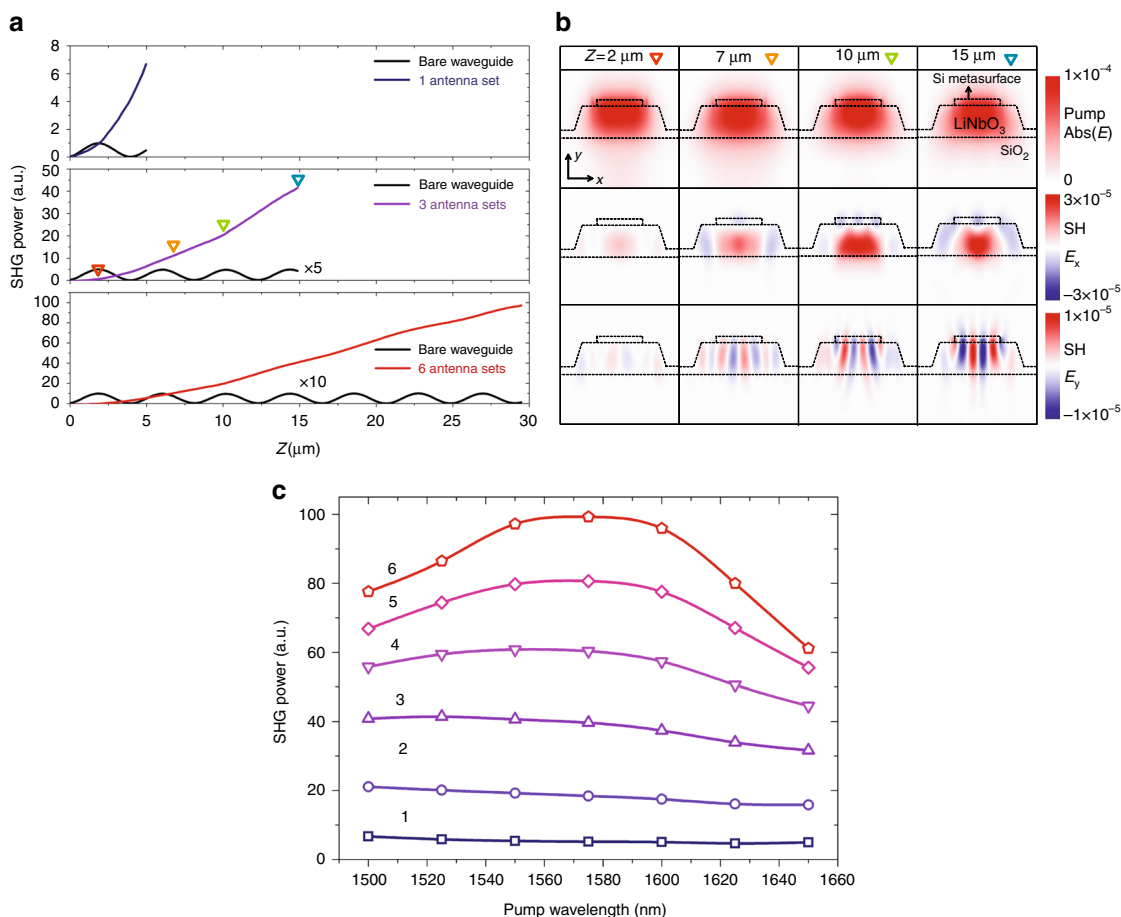 a
8
6
4
2
0
Bare waveguide
1 antenna set
50
40
30
20
10
0
Bare waveguide
3 antenna sets
×5
SHG power (a.u.)
100
80
60
40
20
0
Bare waveguide
6 antenna sets
×10
0 5 10 15 20 25 30
Z(μm)
b
Z=2 μm 7 μm 10 μm 15 μm
Si metasurface
LiNbO3
SiO2
y
x
1×10⁻⁴
Pump
Abs(E)
0
3×10⁻⁵
SH
Ex
−3×10⁻⁵
1×10⁻⁵
SH
Ey
−1×10⁻⁵
c
100
80
60
40
20
0
SHG power (a.u.)
6
5
4
3
2
1
1500 1520 1540 1560 1580 1600 1620 1640 1660
Pump wavelength (nm)